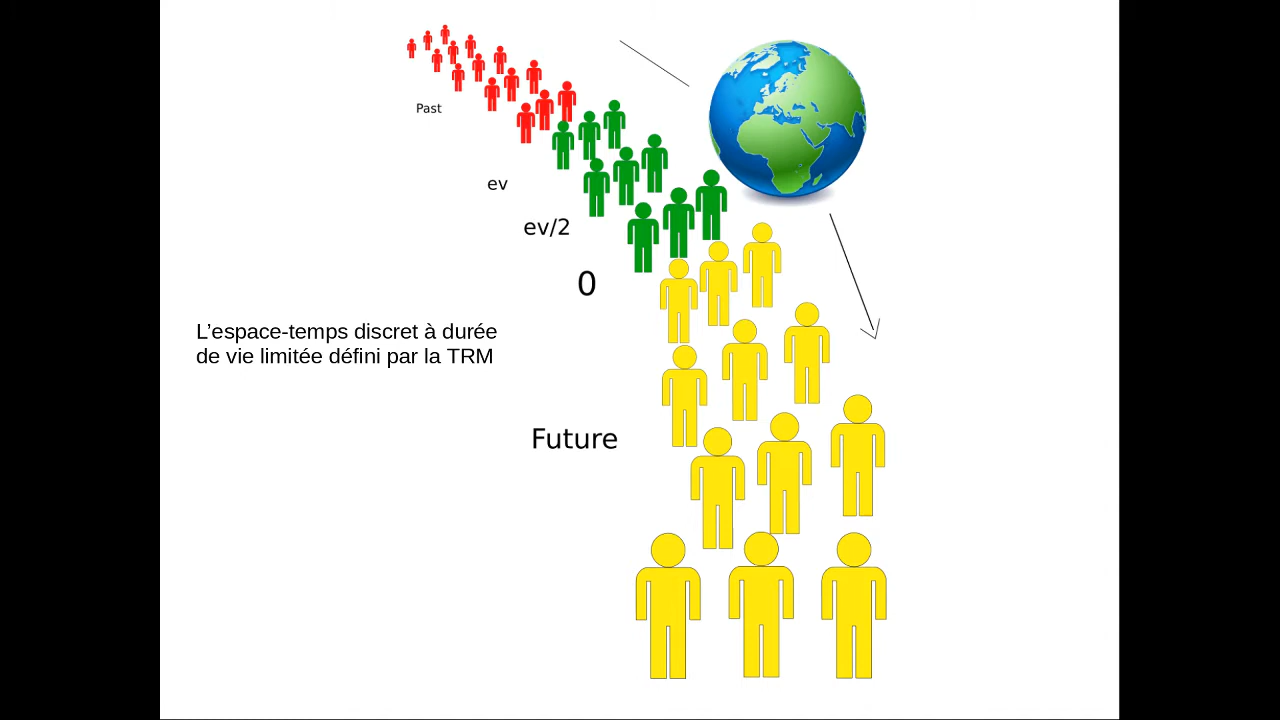 Past
ev
ev/2
0
L’espace-temps discret à durée
de vie limitée défini par la TRM
Future